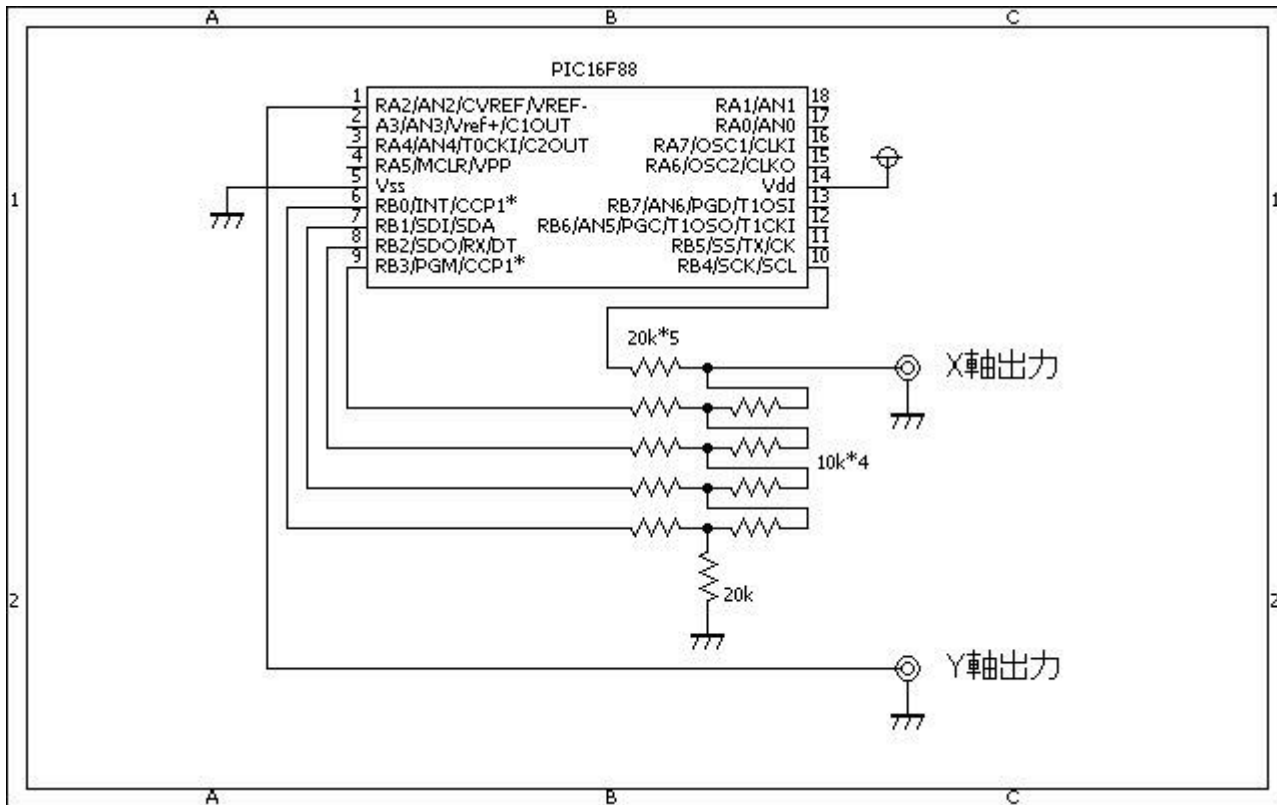 A B C
PIC16F88
1 RA2/AN2/CVREF/VREF- RA1/AN1 18
2 A3/AN3/Vref+/C1OUT RA0/AN0 17
3 RA4/AN4/T0CKI/C2OUT RA7/OSC1/CLKI 16
4 RA5/MCLR/VPP RA6/OSC2/CLKO 15
5 Vss Vdd 14
6 RB0/INT/CCP1* RB7/AN6/PGD/T1OSI 13
7 RB1/SDI/SDA RB6/AN5/PGC/T1OSO/T1CKI 12
8 RB2/SDO/RX/DT RB5/SS/TX/CK 11
9 RB3/PGM/CCP1* RB4/SCK/SCL 10
1 1
20k*5
X軸出力
10k*4
20k
2 2
Y軸出力
A B C